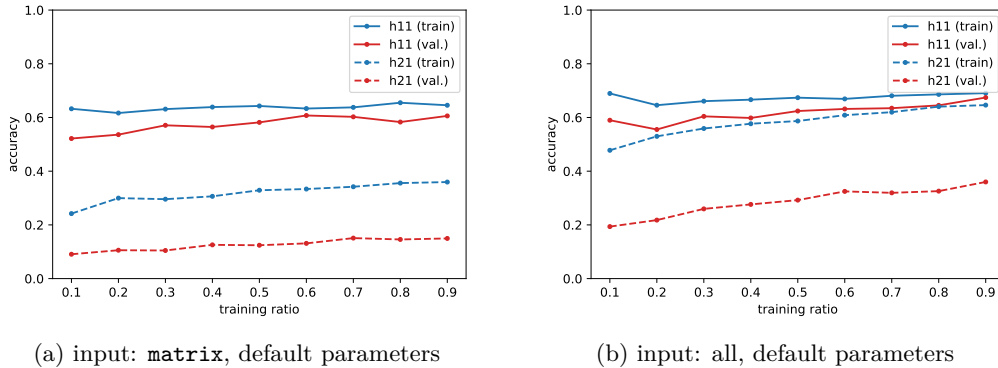 1.0
0.8
0.6
0.4
0.2
0.0
accuracy
h11 (train)
h11 (val.)
h21 (train)
h21 (val.)
0.1 0.2 0.3 0.4 0.5 0.6 0.7 0.8 0.9
training ratio
(a) input: matrix, default parameters
1.0
0.8
0.6
0.4
0.2
0.0
accuracy
h11 (train)
h11 (val.)
h21 (train)
h21 (val.)
0.1 0.2 0.3 0.4 0.5 0.6 0.7 0.8 0.9
training ratio
(b) input: all, default parameters